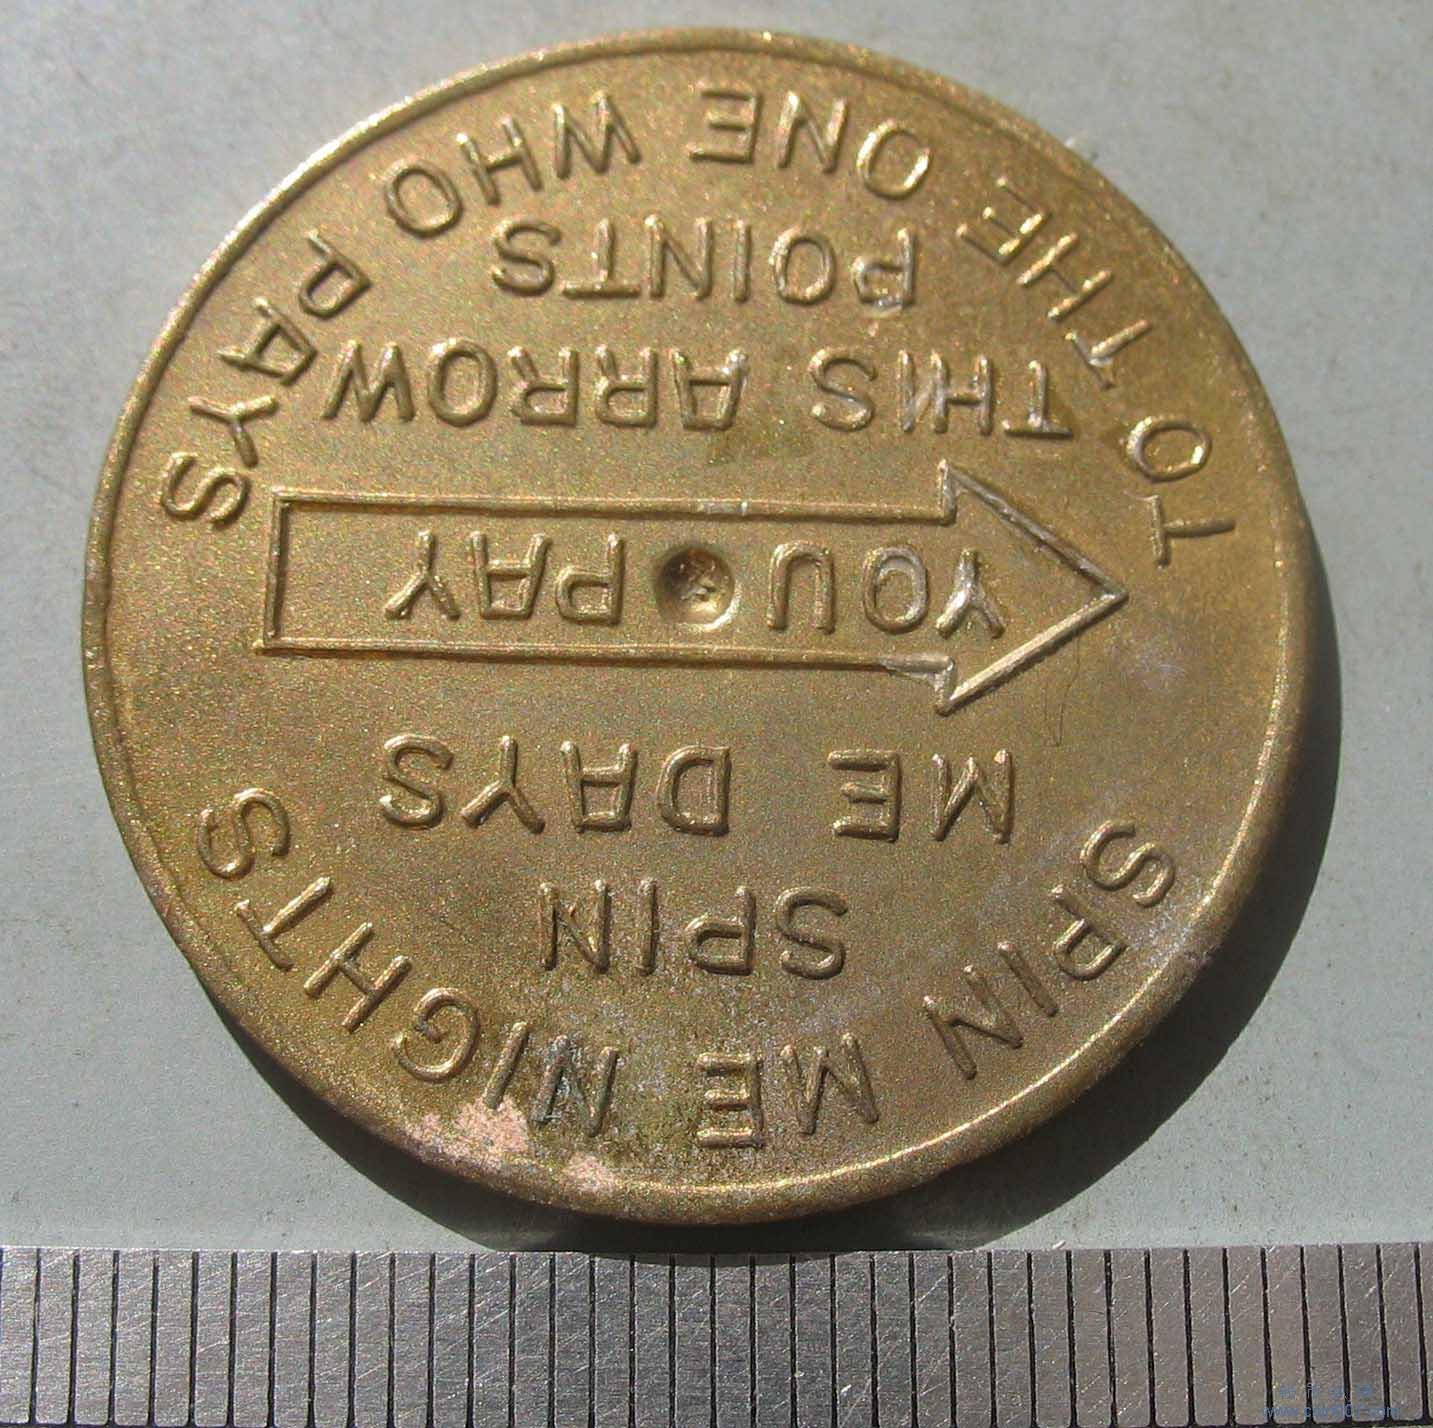 SPIN ME NIGHTS
SPIN
ME DAYS
YOU PAY
THIS ARROW
POINTS
TO THE ONE WHO PAYS